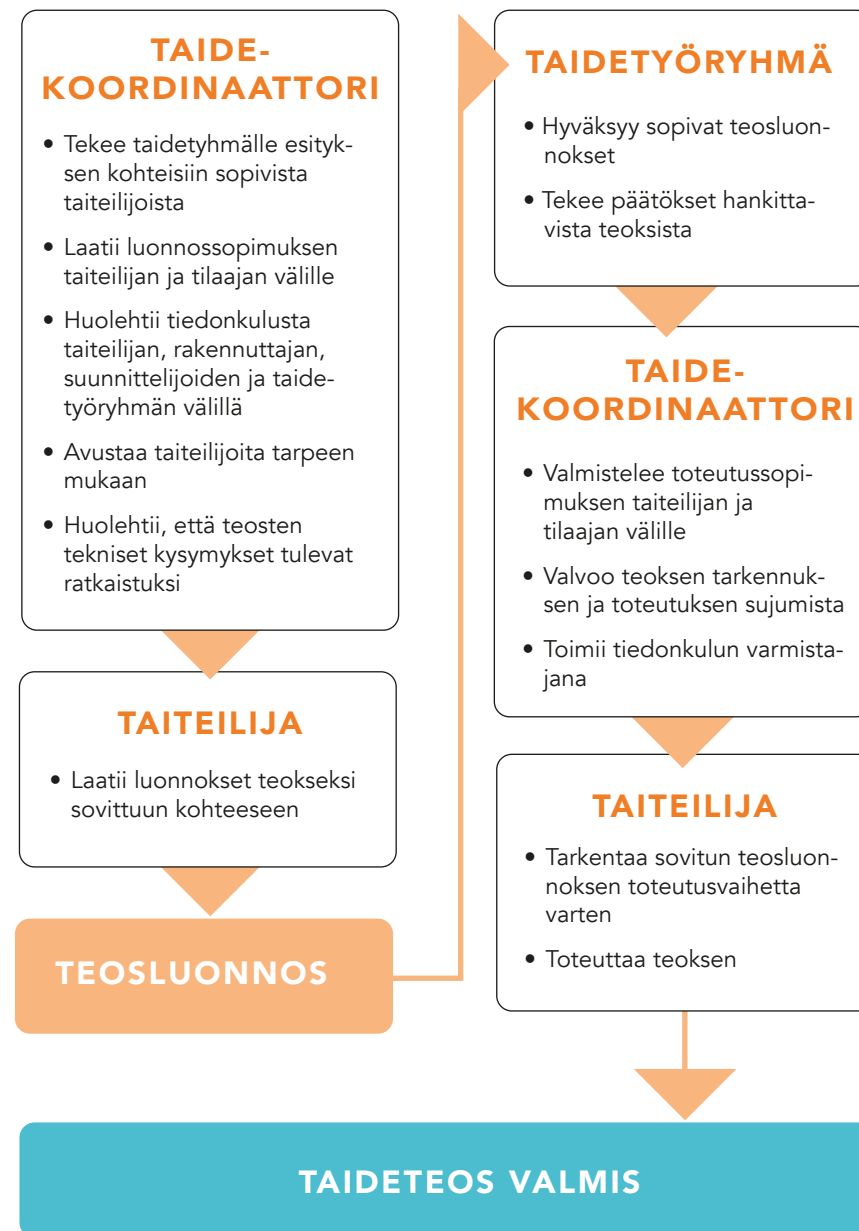 TAIDE-
KOORDINAATTORI
• Tekee taidetyhmälle esityk-
sen kohteisiin sopivista
taiteilijoista
• Laatii luonnossopimuksen
taiteilijan ja tilaajan välille
• Huolehtii tiedonkulusta
taiteilijan, rakennuttajan,
suunnittelijoiden ja taide-
työryhmän välillä
• Avustaa taiteilijoita tarpeen
mukaan
• Huolehtii, että teosten
tekniset kysymykset tulevat
ratkaistuksi
TAITEILIJA
• Laatii luonnokset teokseksi
sovittuun kohteeseen
TEOSLUONNOS
TAIDETYÖRYHMÄ
• Hyväksyy sopivat teosluon-
nokset
• Tekee päätökset hankitta-
vista teoksista
TAIDE-
KOORDINAATTORI
• Valmistelee toteutussopi-
muksen taiteilijan ja
tilaajan välille
• Valvoo teoksen tarkennuk-
sen ja toteutuksen sujumista
• Toimii tiedonkulun varmista-
jana
TAITEILIJA
• Tarkentaa sovitun teosluon-
noksen toteutusvaihetta
varten
• Toteuttaa teoksen
TAIDETEOS VALMIS